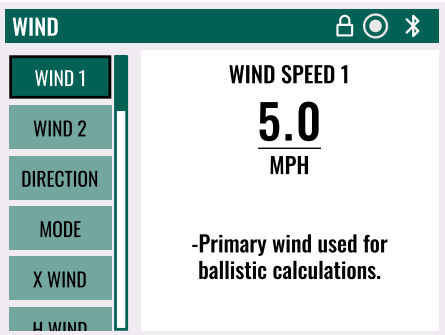 WIND
WIND 1
WIND 2
DIRECTION
MODE
X WIND
H WIND
WIND SPEED 1
5.0
MPH
-Primary wind used for
ballistic calculations.